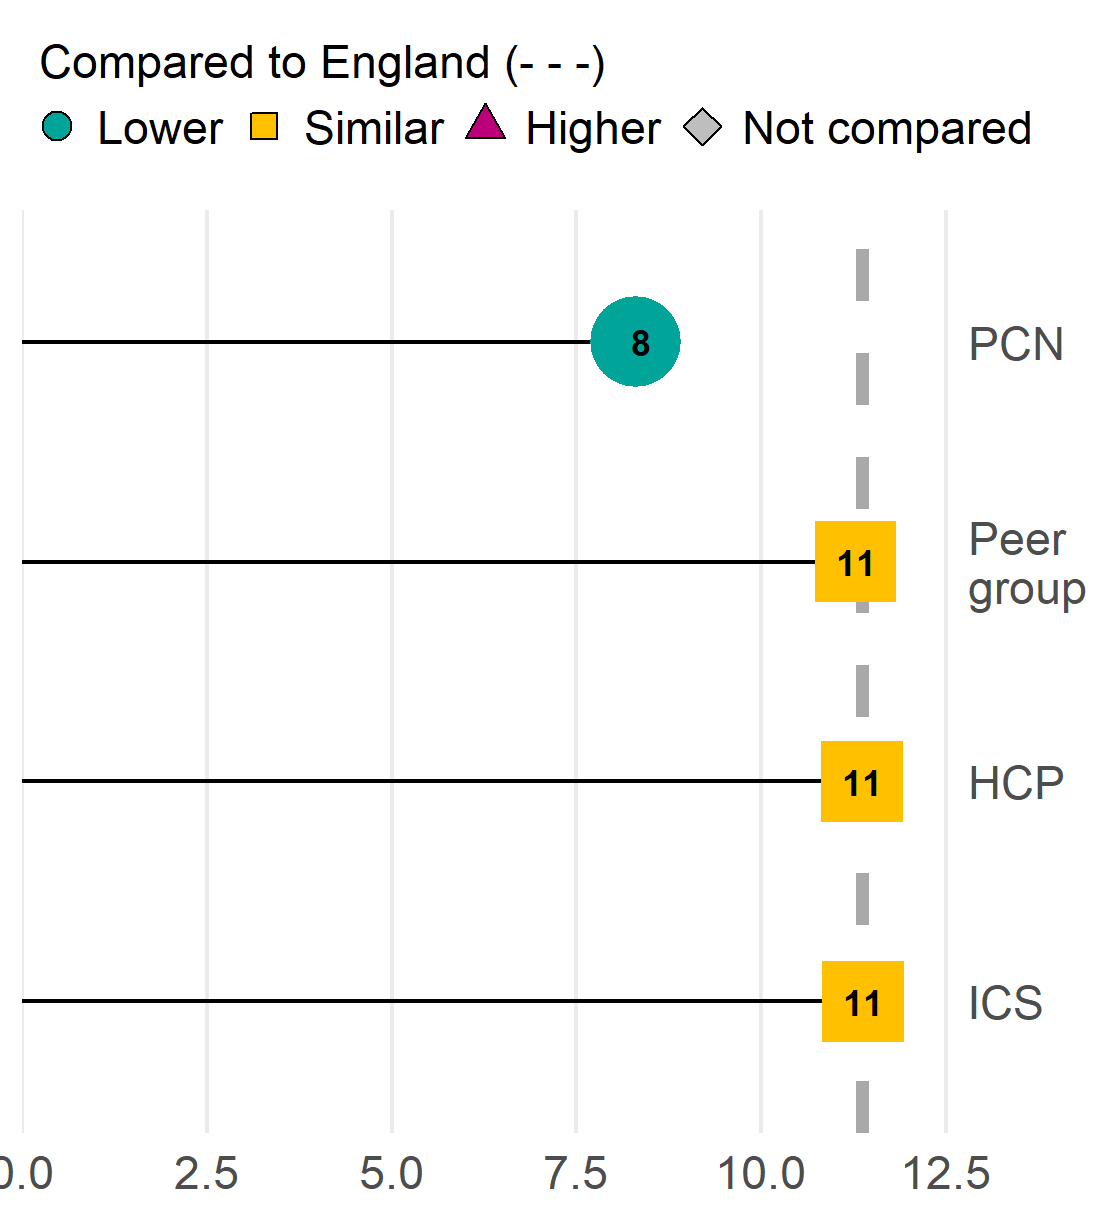 Compared to England (- - -)
Lower Similar Higher Not compared
8 PCN
11 Peer
group
11 HCP
11 ICS
0.0 2.5 5.0 7.5 10.0 12.5